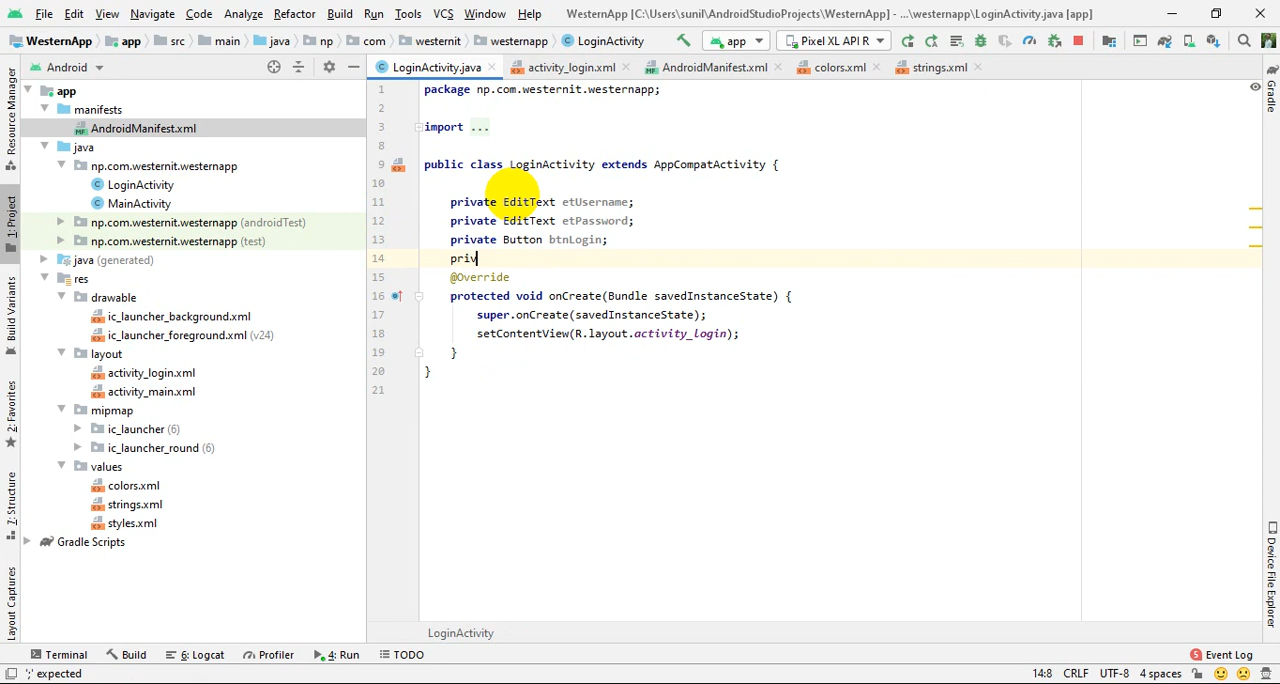 File Edit View Navigate Code Analyze Refactor Build Run Tools VCS Window Help WesternApp [C:\Users\sunil\AndroidStudioProjects\WesternApp] - ...\westernapp\LoginActivity.java [app]
WesternApp app src main java np com westernit westernapp LoginActivity app Pixel XL API R
Android LoginActivity.java activity_login.xml AndroidManifest.xml colors.xml strings.xml
Resource Manager
1: Project
Build Variants
2: Favorites
Z: Structure
Layout Captures
app
manifests
AndroidManifest.xml
java
np.com.westernit.westernapp
LoginActivity
MainActivity
np.com.westernit.westernapp (androidTest)
np.com.westernit.westernapp (test)
java (generated)
res
drawable
ic_launcher_background.xml
ic_launcher_foreground.xml (v24)
layout
activity_login.xml
activity_main.xml
mipmap
ic_launcher (6)
ic_launcher_round (6)
values
colors.xml
strings.xml
styles.xml
Gradle Scripts
1 package np.com.westernit.westernapp;
2
3 import ...
8
9 public class LoginActivity extends AppCompatActivity {
10
11 private EditText etUsername;
12 private EditText etPassword;
13 private Button btnLogin;
14 priv
15 @Override
16 protected void onCreate(Bundle savedInstanceState) {
17 super.onCreate(savedInstanceState);
18 setContentView(R.layout.activity_login);
19 }
20 }
21
LoginActivity
Gradle
Device File Explorer
Terminal Build 6: Logcat Profiler 4: Run TODO 5 Event Log
';' expected 14:8 CRLF UTF-8 4 spaces